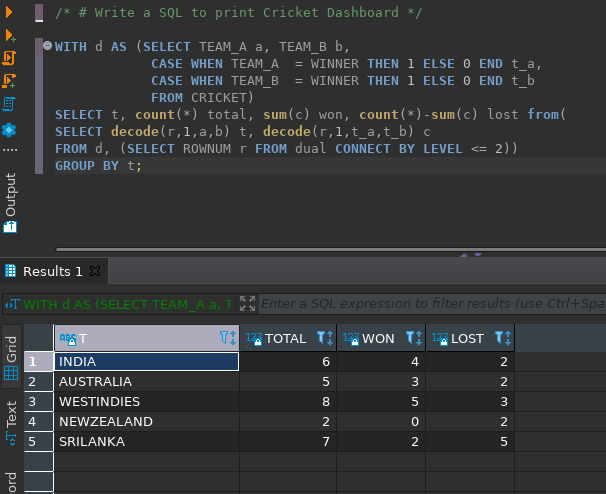 /* # Write a SQL to print Cricket Dashboard */
WITH d AS (SELECT TEAM_A a, TEAM_B b,
CASE WHEN TEAM_A = WINNER THEN 1 ELSE 0 END t_a,
CASE WHEN TEAM_B = WINNER THEN 1 ELSE 0 END t_b
FROM CRICKET)
SELECT t, count(*) total, sum(c) won, count(*)-sum(c) lost from(
SELECT decode(r,1,a,b) t, decode(r,1,t_a,t_b) c
FROM d, (SELECT ROWNUM r FROM dual CONNECT BY LEVEL <= 2))
GROUP BY t;
Output
Results 1
WITH d AS (SELECT TEAM_A a, T
Enter a SQL expression to filter results (use Ctrl+Spa
Grid
Text
ord
ABC T 123 TOTAL 123 WON 123 LOST
1 INDIA 6 4 2
2 AUSTRALIA 5 3 2
3 WESTINDIES 8 5 3
4 NEWZEALAND 2 0 2
5 SRILANKA 7 2 5